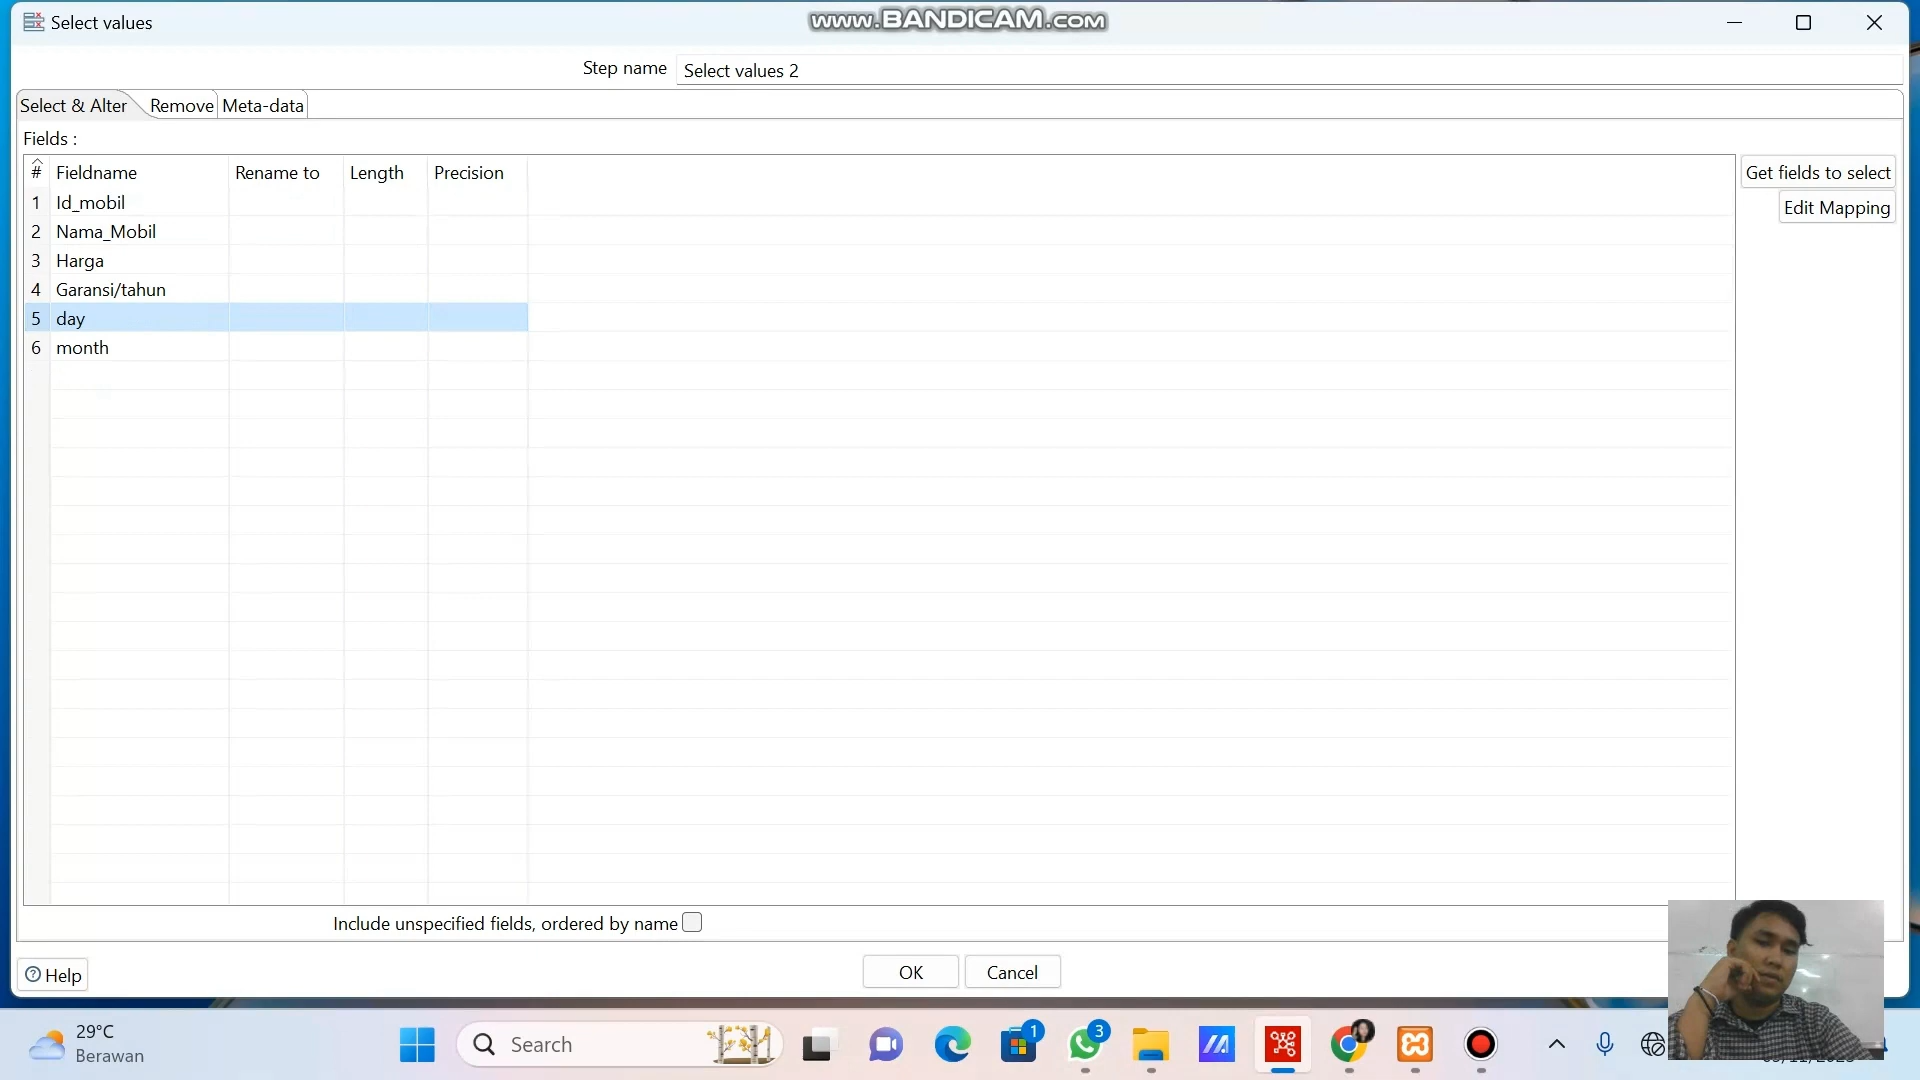 Select values
www.BANDICAM.COM
Step name
Select values 2
Select & Alter
Remove
Meta-data
Fields :
# Fieldname Rename to Length Precision
Get fields to select
1 Id_mobil
Edit Mapping
2 Nama_Mobil
3 Harga
4 Garansi/tahun
5 day
6 month
Include unspecified fields, ordered by name
Help
OK
Cancel
29°C
Berawan
Search
1
3